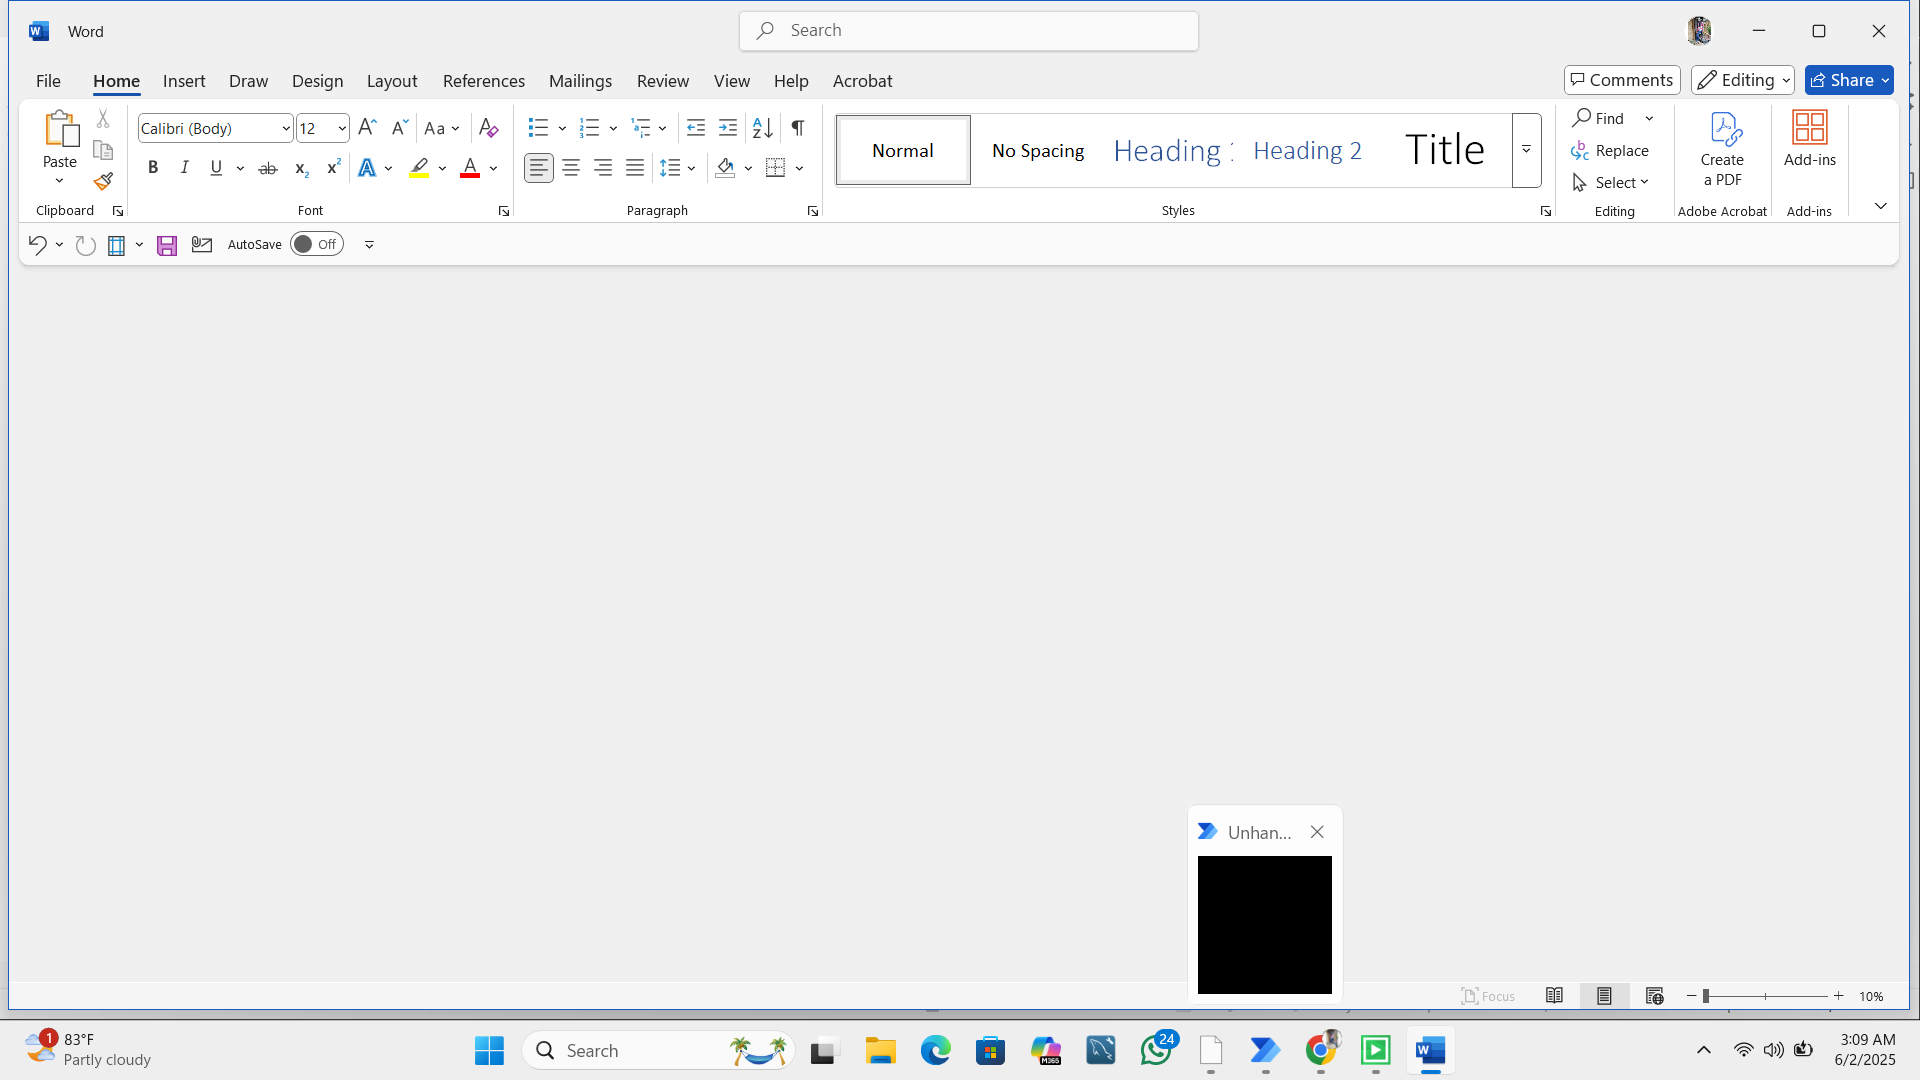 Word
Search
File Home Insert Draw Design Layout References Mailings Review View Help Acrobat
Comments Editing Share
Calibri (Body) 12 Aa
Paste
B I U ab x2 x2 A A
A Z
Normal No Spacing Heading 1 Heading 2 Title
Find
Replace
Select
Create
a PDF
Add-ins
Clipboard Font Paragraph Styles Editing Adobe Acrobat Add-ins
AutoSave Off
Unhan...
Focus 10%
1 83°F
Partly cloudy
Search
M365
24
3:09 AM
6/2/2025